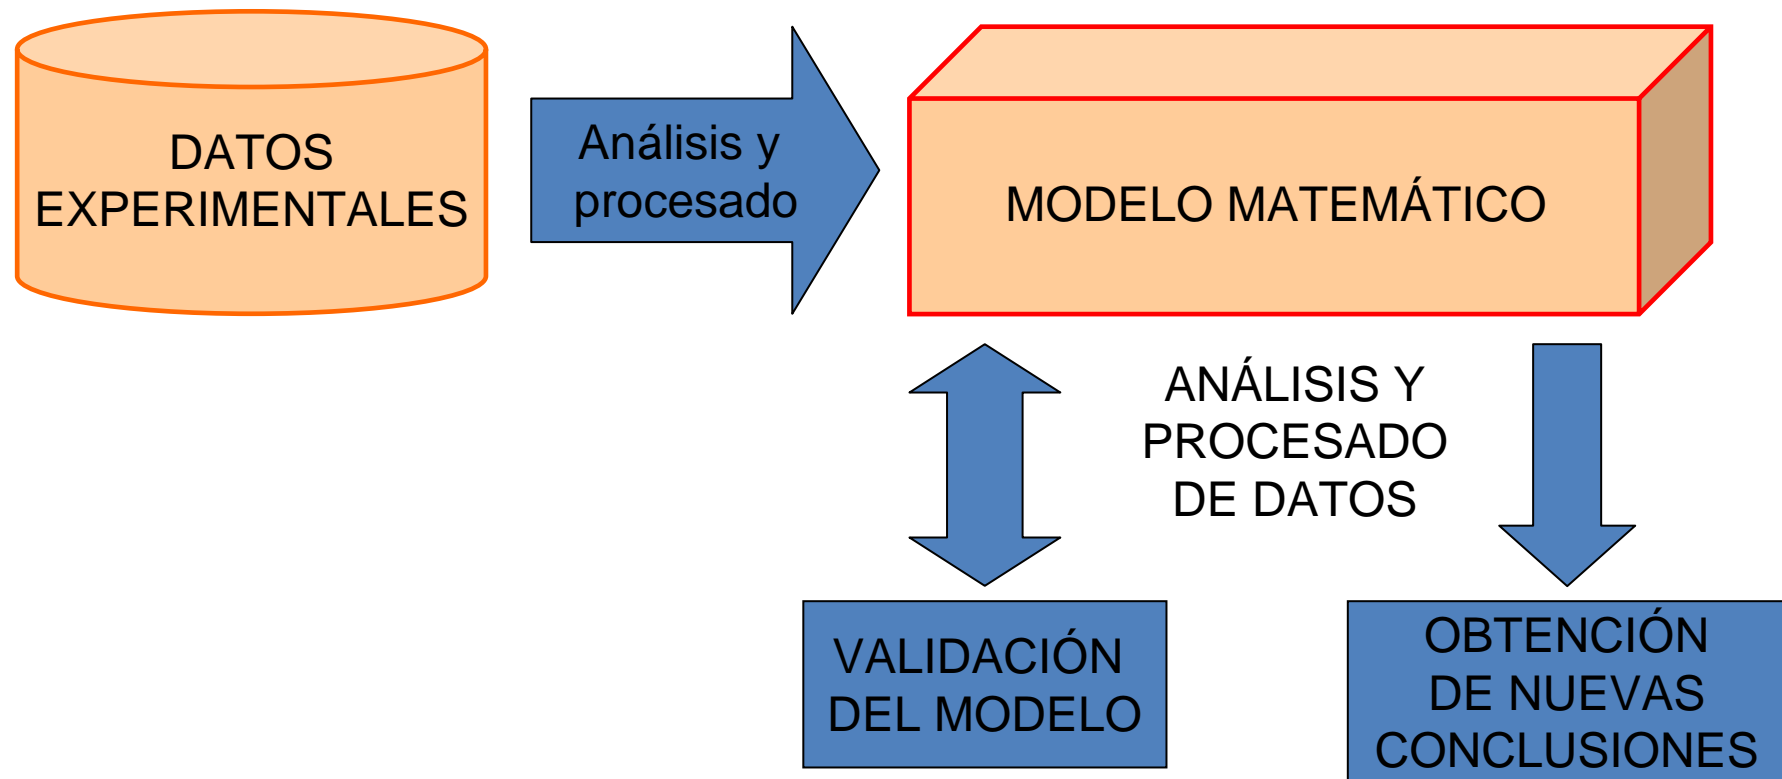 DATOS
EXPERIMENTALES
Análisis y
procesado
MODELO MATEMÁTICO
ANÁLISIS Y
PROCESADO
DE DATOS
VALIDACIÓN
DEL MODELO
OBTENCIÓN
DE NUEVAS
CONCLUSIONES